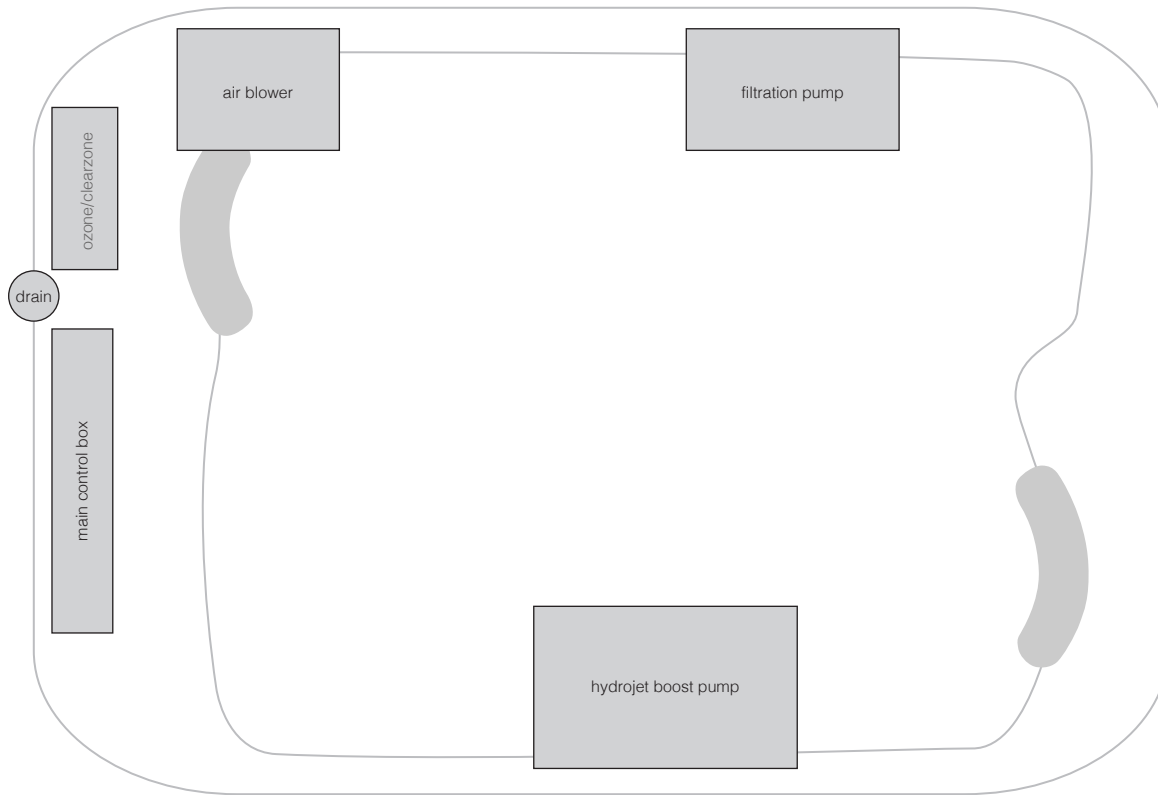 air blower
filtration pump
ozone/clearzone
drain
main control box
hydrojet boost pump